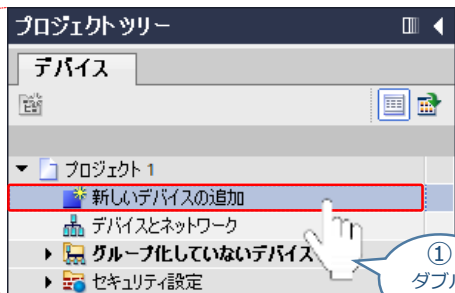 プロジェクトツリー
デバイス
プロジェクト 1
新しいデバイスの追加
デバイスとネットワーク
グループ化していないデバイス
セキュリティ設定
①
ダブル